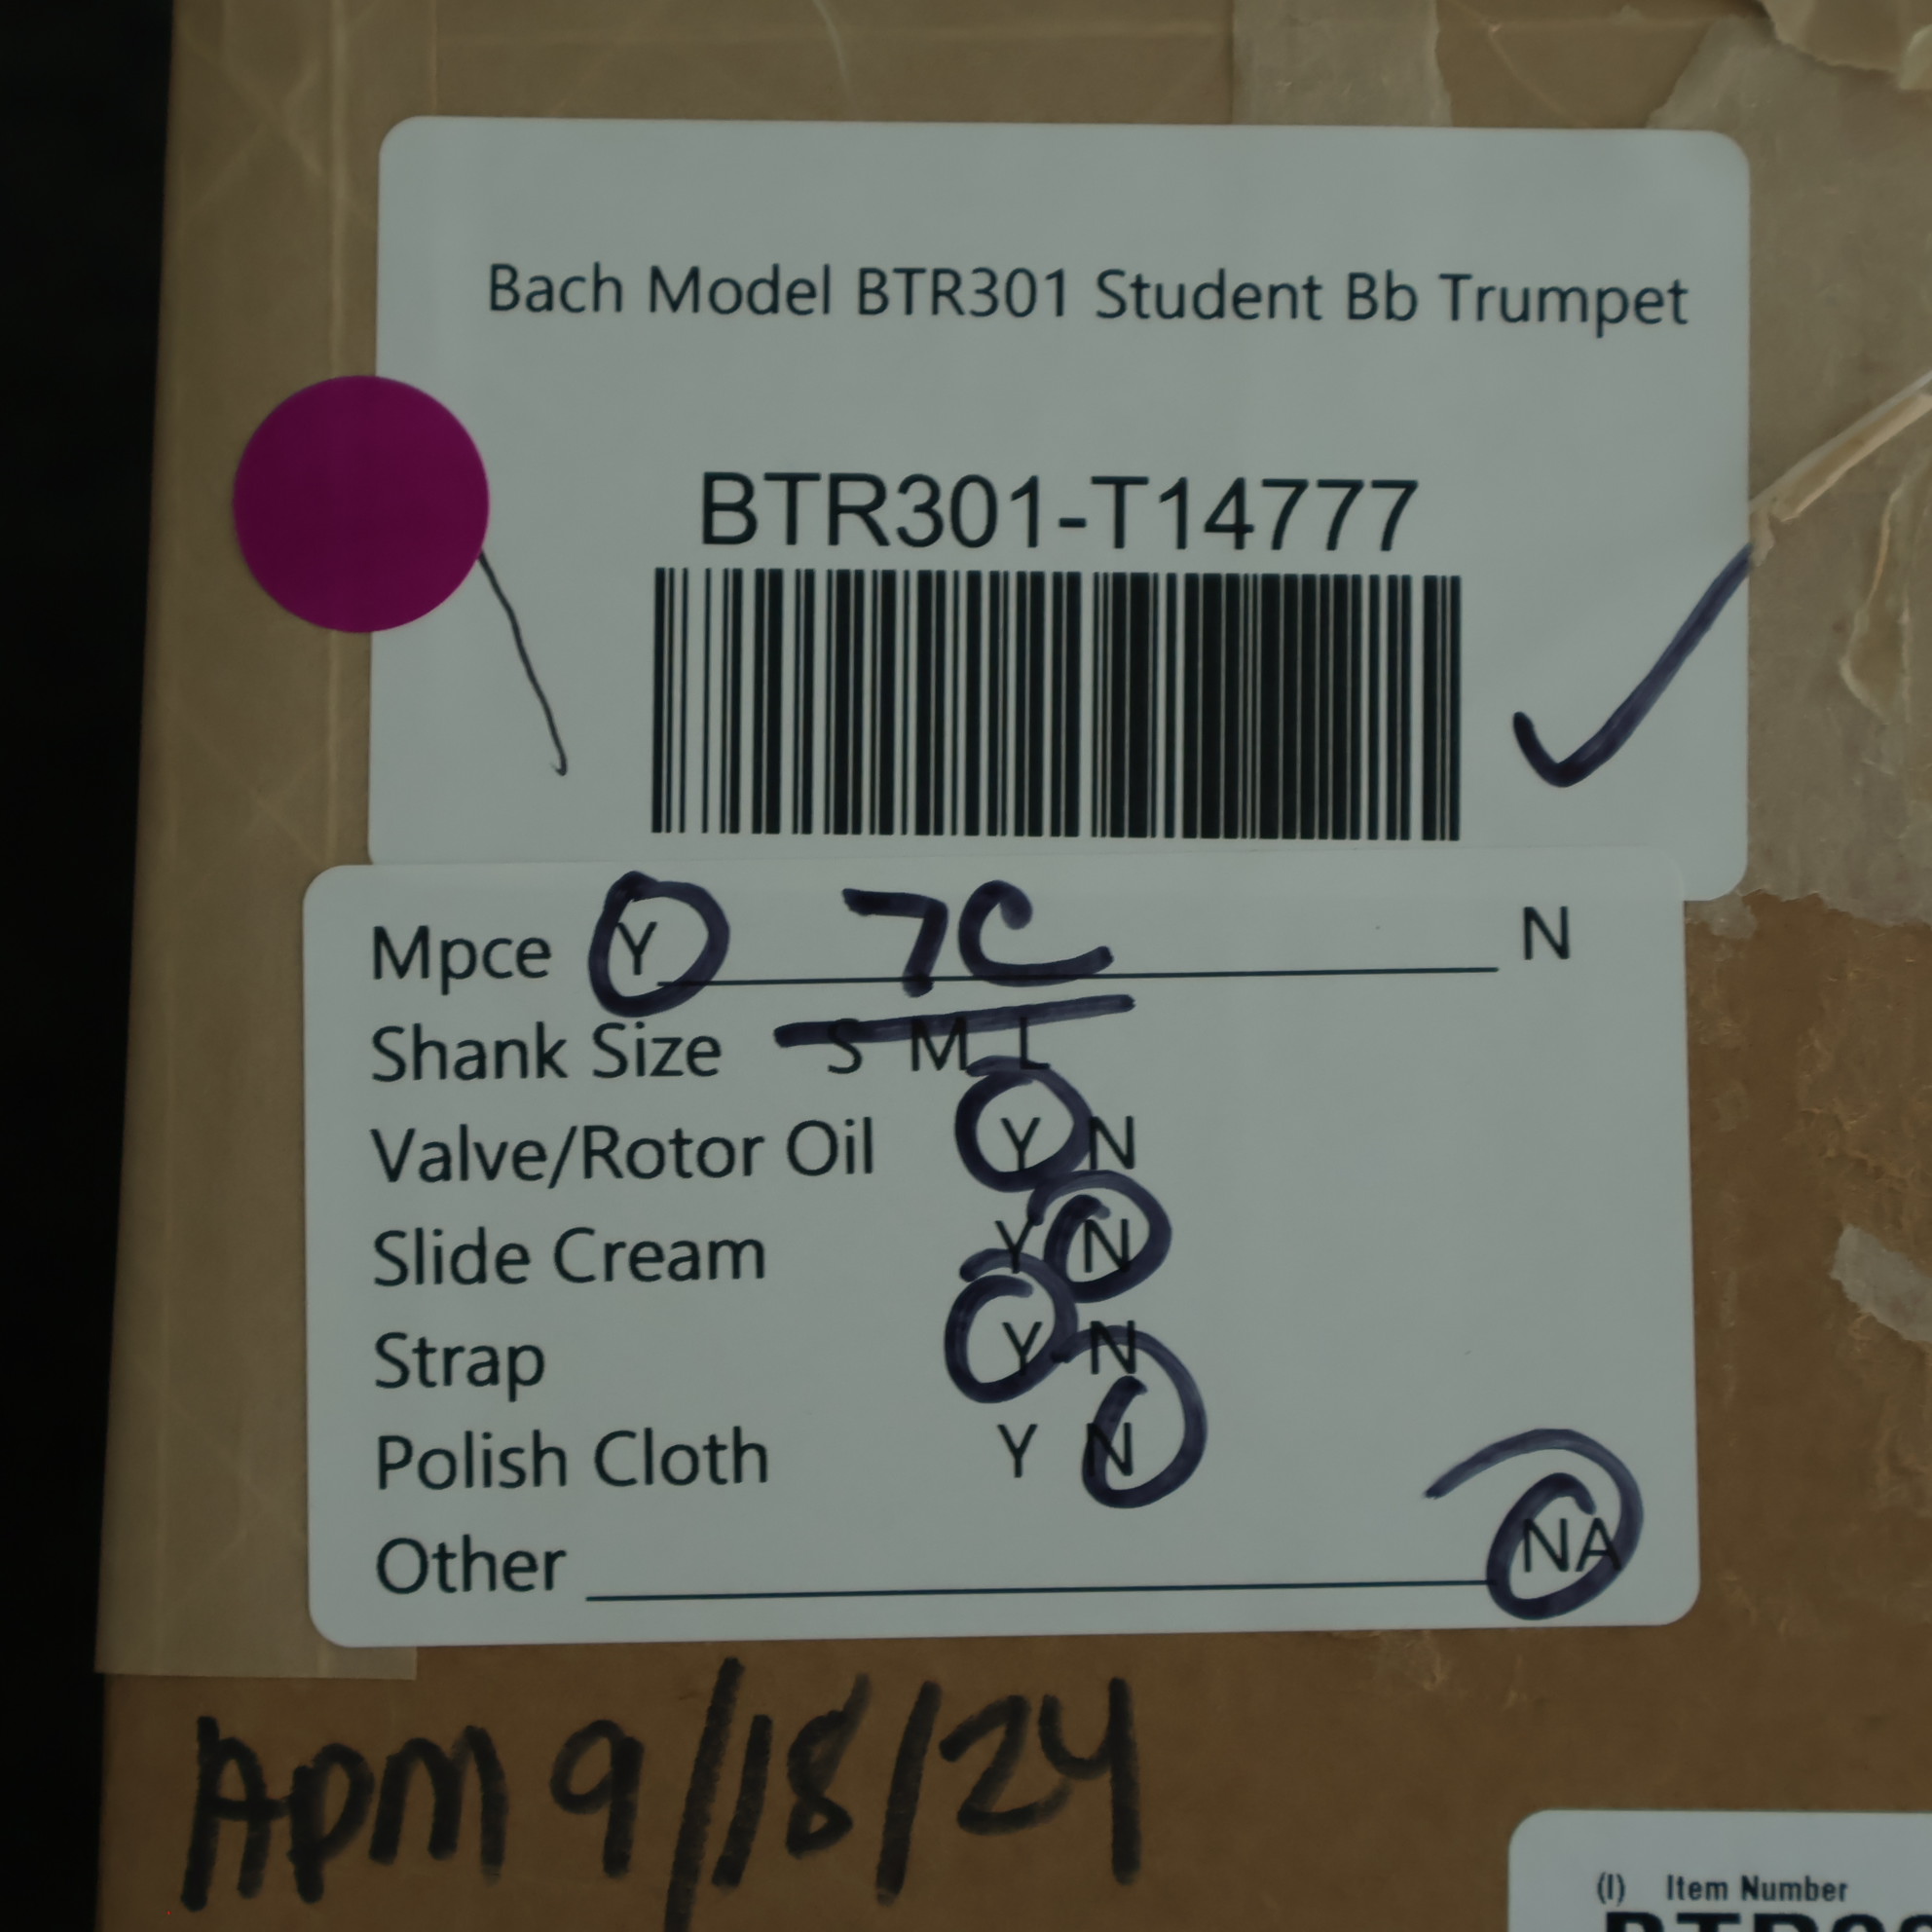 Bach Model BTR301 Student Bb Trumpet
BTR301-T14777
Mpce Y 7C N
Shank Size S M L
Valve/Rotor Oil Y N
Slide Cream Y N
Strap Y N
Polish Cloth Y N
Other NA
APM 9/18/24
(I) Item Number